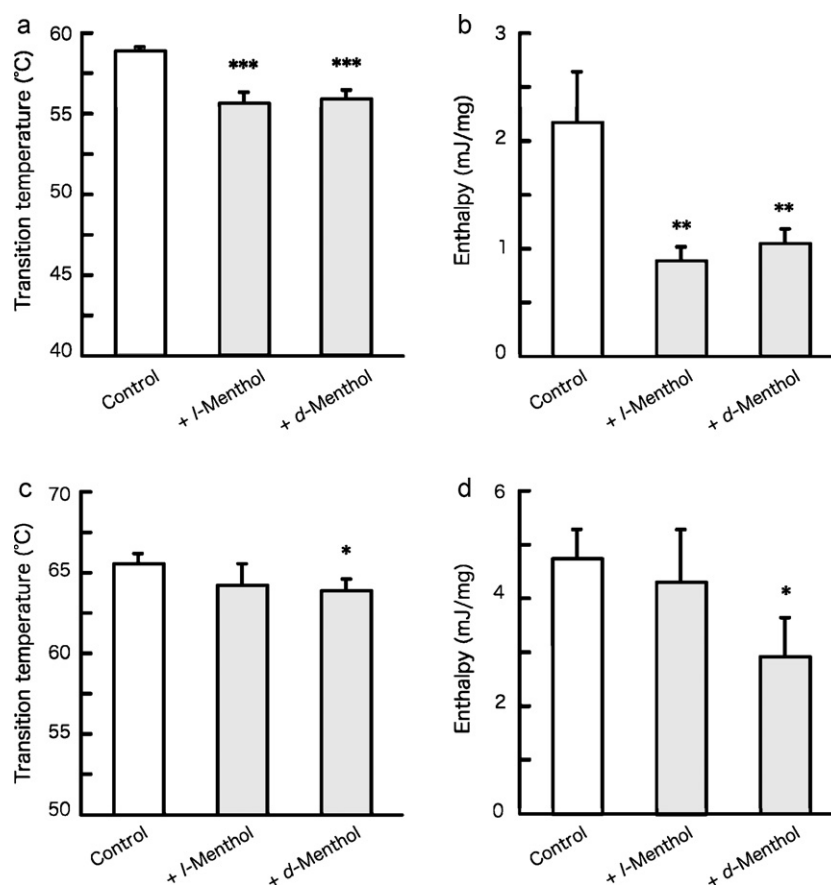 a
Transition temperature (℃)
60
55
50
45
40
***
***
Control
+ l-Menthol
+ d-Menthol
b
Enthalpy (mJ/mg)
3
2
1
0
**
**
Control
+ l-Menthol
+ d-Menthol
c
Transition temperature (℃)
70
65
60
55
50
*
Control
+ l-Menthol
+ d-Menthol
d
Enthalpy (mJ/mg)
6
4
2
0
*
Control
+ l-Menthol
+ d-Menthol